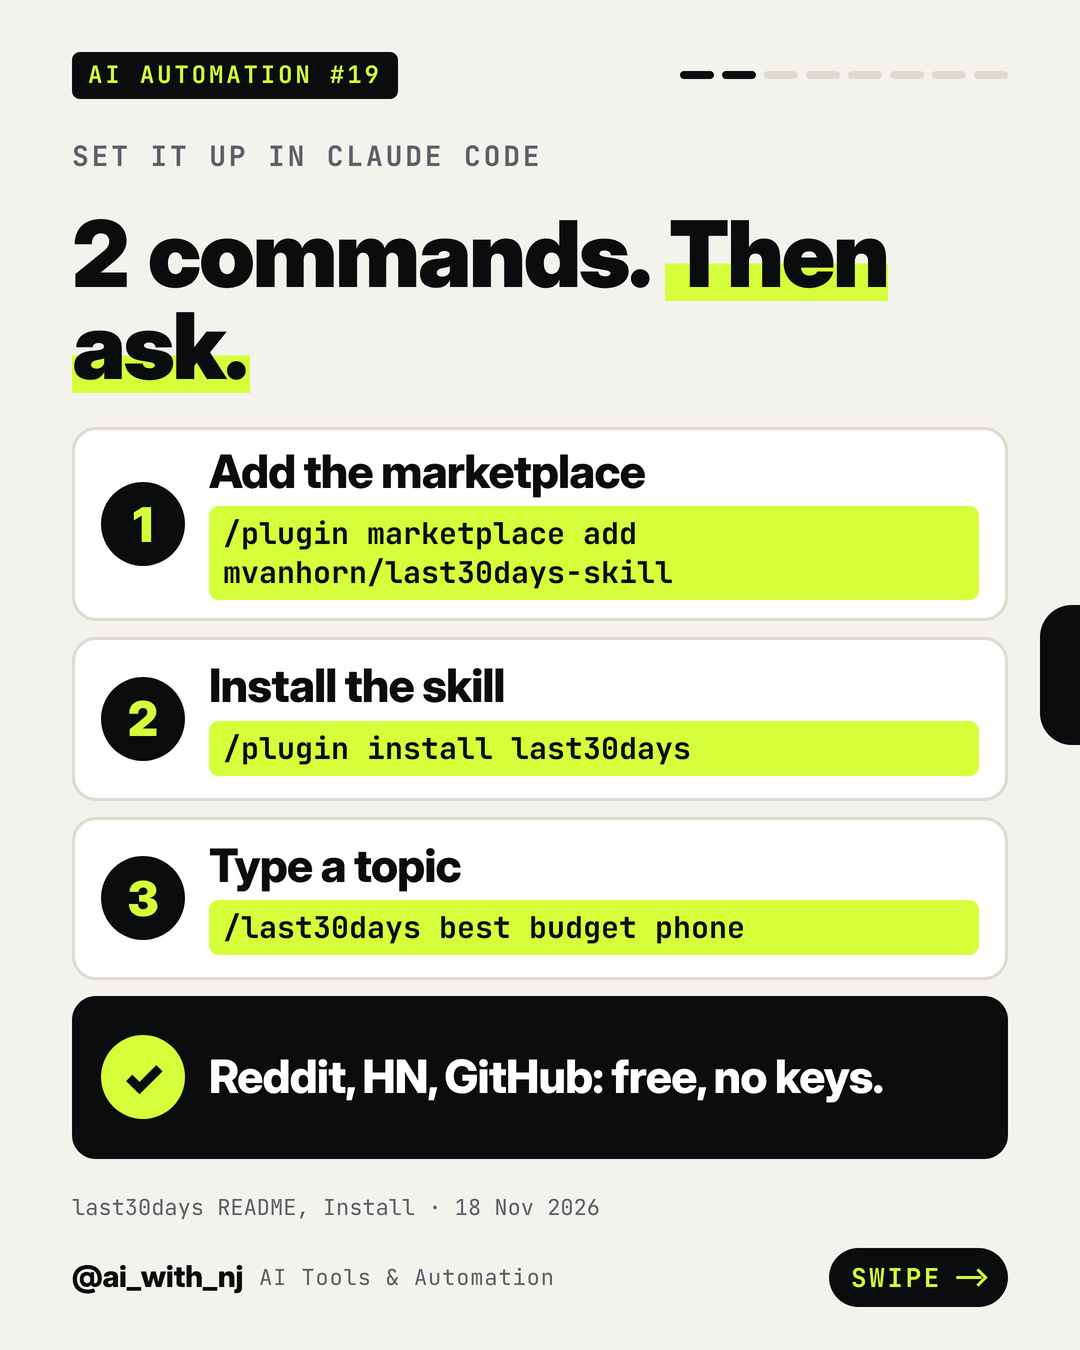 AI AUTOMATION #19
SET IT UP IN CLAUDE CODE
2 commands. Then
ask.
1
Add the marketplace
/plugin marketplace add
mvanhorn/last30days-skill
2
Install the skill
/plugin install last30days
3
Type a topic
/last30days best budget phone
Reddit, HN, GitHub: free, no keys.
last30days README, Install · 18 Nov 2026
@ai_with_nj AI Tools & Automation
SWIPE →